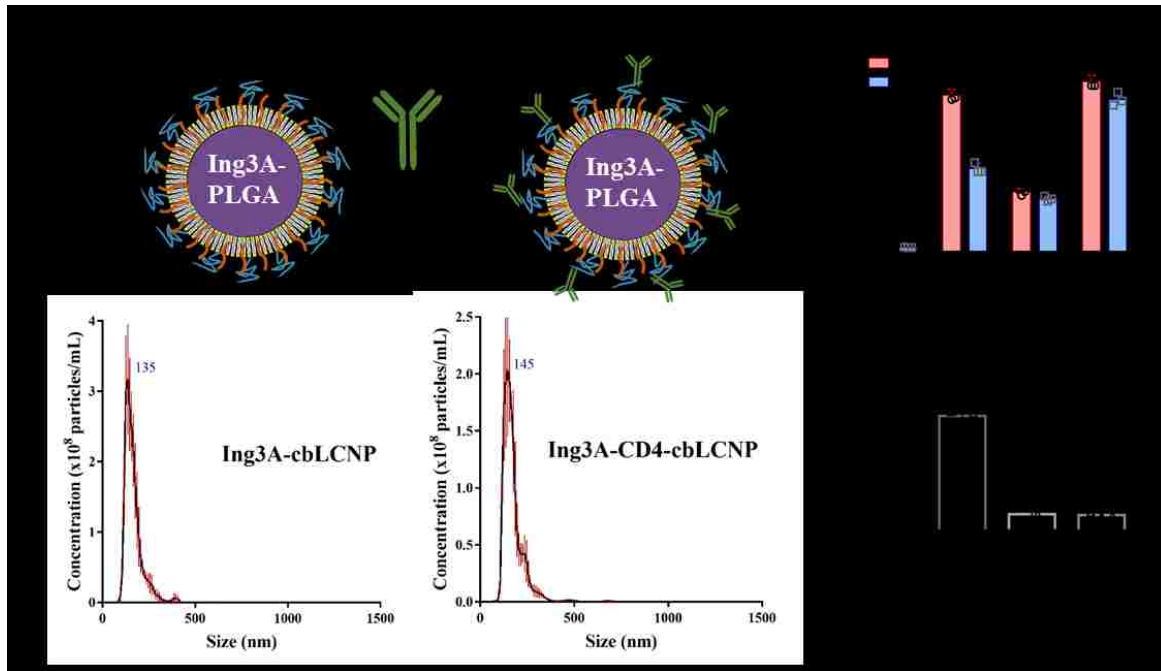 Ing3A-
PLGA
Ing3A-
PLGA
Concentration (x10⁸ particles/mL)
4
3
2
1
0
135
Ing3A-cbLCNP
0
500
1000
1500
Size (nm)
Concentration (x10⁸ particles/mL)
2.5
2.0
1.5
1.0
0.5
0.0
145
Ing3A-CD4-cbLCNP
0
500
1000
1500
Size (nm)